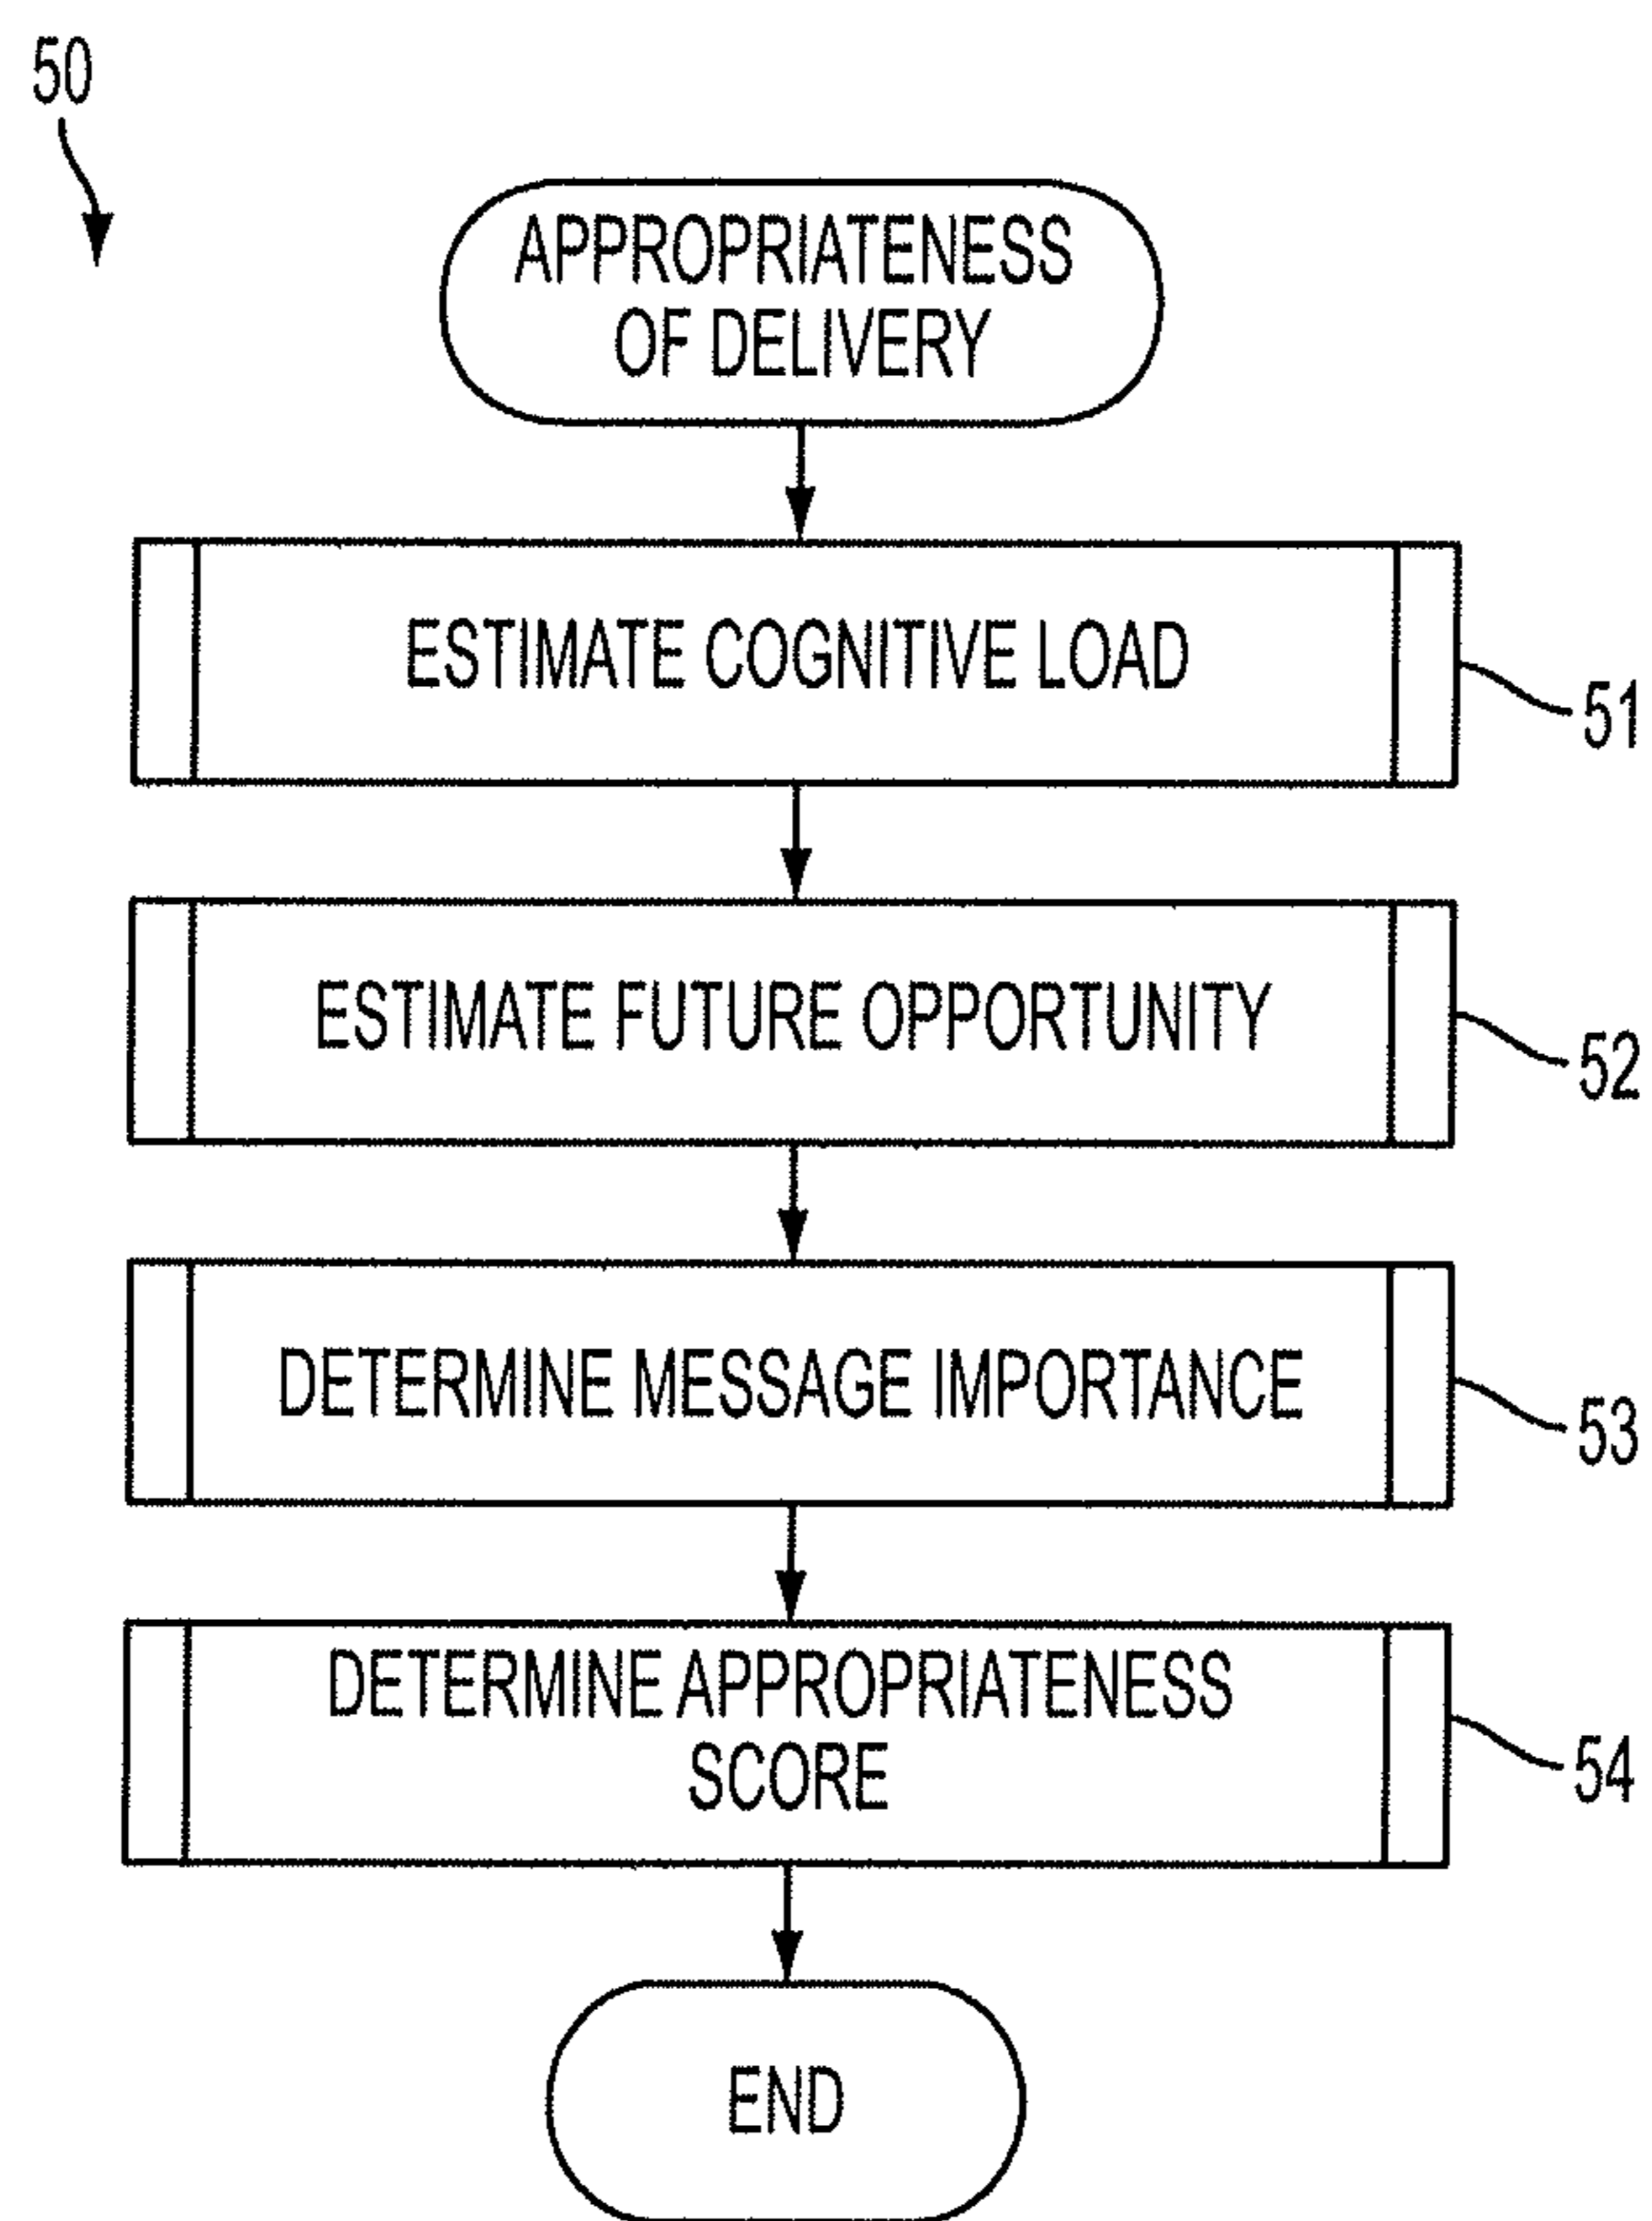 50
APPROPRIATENESS
OF DELIVERY
ESTIMATE COGNITIVE LOAD
51
ESTIMATE FUTURE OPPORTUNITY
52
DETERMINE MESSAGE IMPORTANCE
53
DETERMINE APPROPRIATENESS
SCORE
54
END